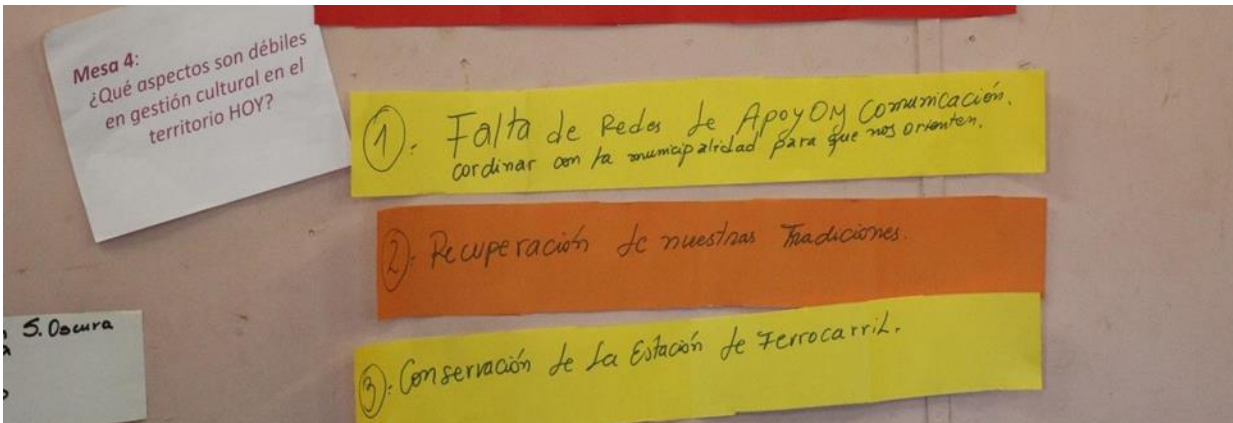 Mesa 4:
¿Qué aspectos son débiles
en gestión cultural en el
territorio HOY?
①. Falta de Redes de Apoyo y Comunicación.
cordinar con la municipalidad para que nos orienten.
②. Recuperación de nuestras Tradiciones.
③. Conservación de La Estación de Ferrocarril.
S. Oscura